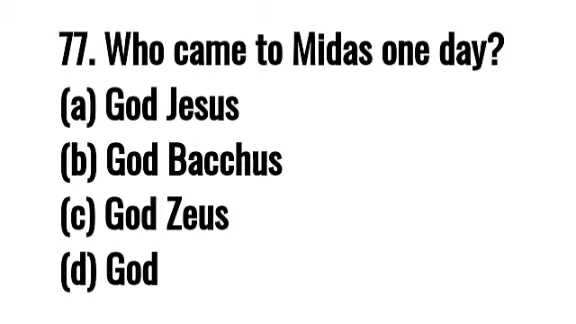 77. Who came to Midas one day?
(a) God Jesus
(b) God Bacchus
(c) God Zeus
(d) God